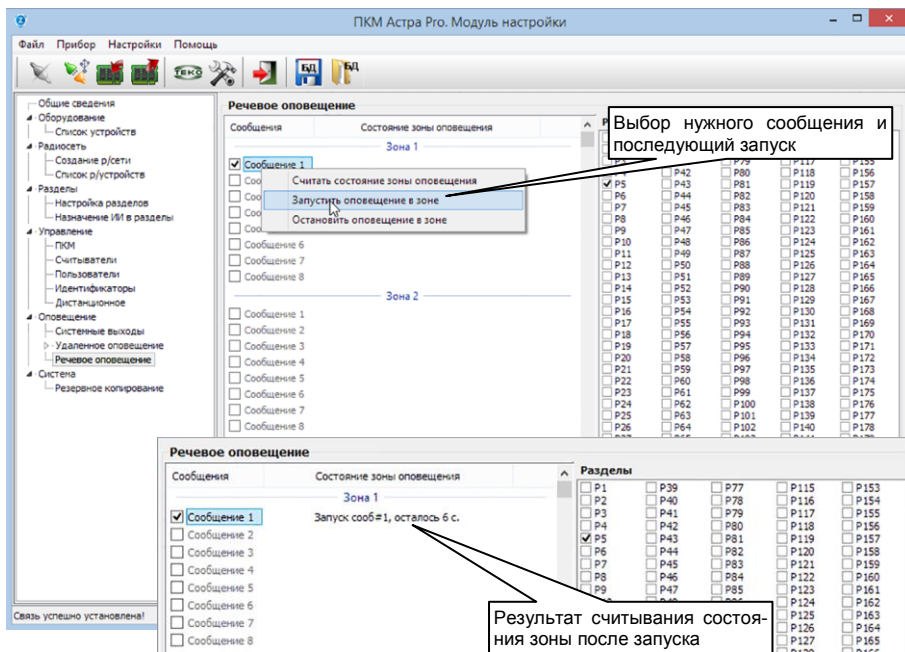 ПКМ Астра Pro. Модуль настройки
Файл Прибор Настройки Помощь
ТЕКО БД БД
Общие сведения
Оборудование
Список устройств
Радиосеть
Создание р/сети
Список р/устройств
Разделы
Настройка разделов
Назначение ИИ в разделы
Управление
ПКМ
Считыватели
Пользователи
Идентификаторы
Дистанционное
Оповещение
Системные выходы
Удаленное оповещение
Речевое оповещение
Система
Резервное копирование
Связь успешно установлена!
Речевое оповещение
Сообщения Состояние зоны оповещения
Зона 1
Сообщение 1
Считать состояние зоны оповещения
Запустить оповещение в зоне
Остановить оповещение в зоне
Сообщение 6
Сообщение 7
Сообщение 8
Зона 2
Сообщение 1
Сообщение 2
Сообщение 3
Сообщение 4
Сообщение 5
Сообщение 6
Сообщение 7
Сообщение 8
Выбор нужного сообщения и
последующий запуск
P42 P80 P118 P156
P5 P43 P81 P119 P157
P6 P44 P82 P120 P158
P7 P45 P83 P121 P159
P8 P46 P84 P122 P160
P9 P47 P85 P123 P161
P10 P48 P86 P124 P162
P11 P49 P87 P125 P163
P12 P50 P88 P126 P164
P13 P51 P89 P127 P165
P14 P52 P90 P128 P166
P15 P53 P91 P129 P167
P16 P54 P92 P130 P168
P17 P55 P93 P131 P169
P18 P56 P94 P132 P170
P19 P57 P95 P133 P171
P20 P58 P96 P134 P172
P21 P59 P97 P135 P173
P22 P60 P98 P136 P174
P23 P61 P99 P137 P175
P24 P62 P100 P138 P176
P25 P63 P101 P139 P177
P26 P64 P102 P140 P178
Речевое оповещение
Сообщения Состояние зоны оповещения
Зона 1
Сообщение 1 Запуск сооб#1, осталось 6 с.
Сообщение 2
Сообщение 3
Сообщение 4
Сообщение 5
Сообщение 6
Сообщение 7
Сообщение 8
Разделы
P1 P39 P77 P115 P153
P2 P40 P78 P116 P154
P3 P41 P79 P117 P155
P4 P42 P80 P118 P156
P5 P43 P81 P119 P157
P6 P44 P82 P120 P158
P7 P45 P83 P121 P159
P8 P46 P84 P122 P160
P9 P47 P85 P123 P161
P124 P162
P125 P163
P126 P164
P127 P165
Результат считывания состоя-
ния зоны после запуска